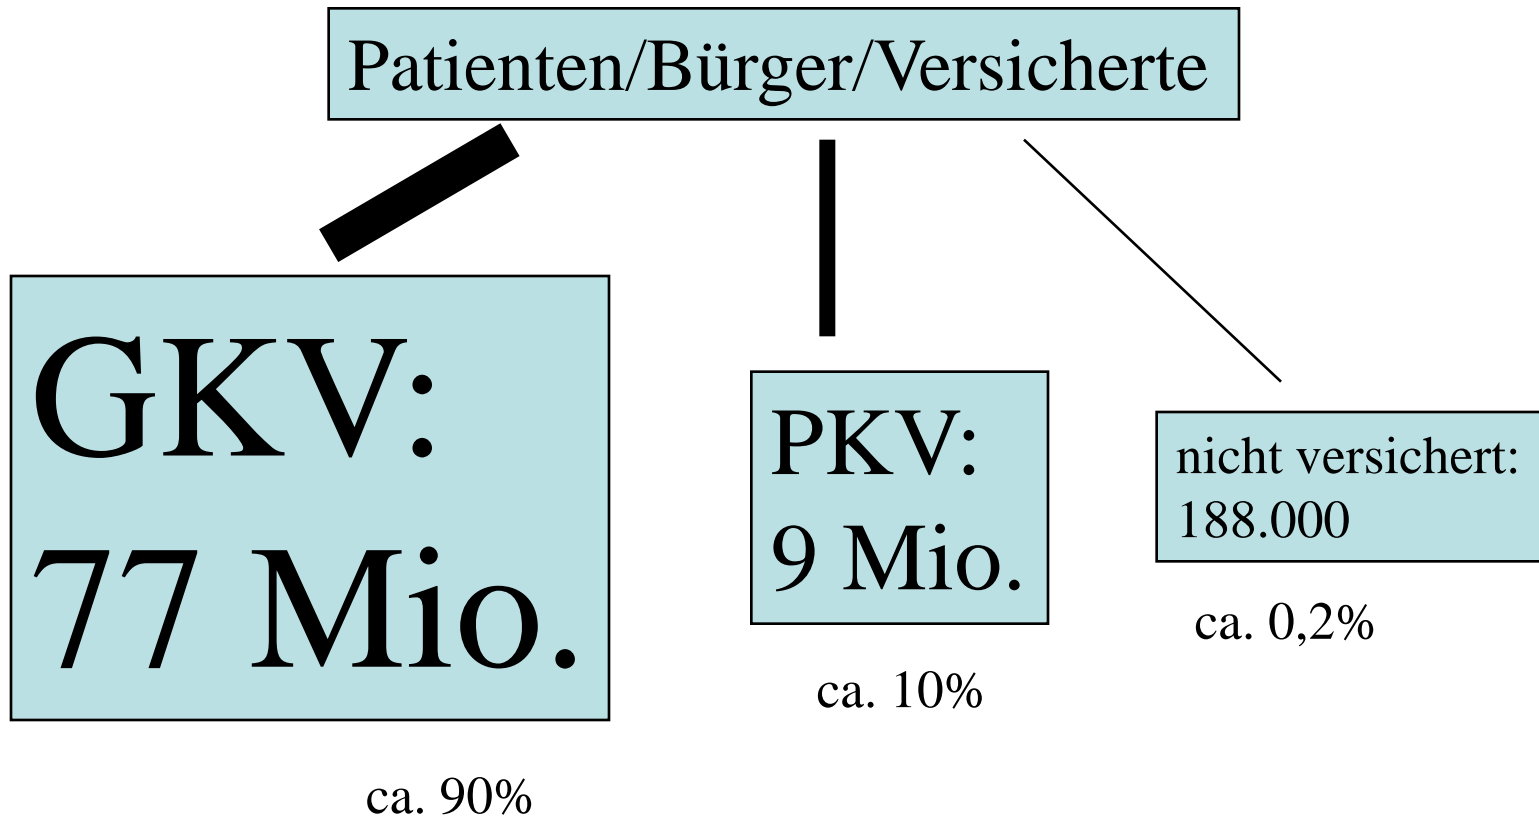 Patienten/Bürger/Versicherte
GKV:
77 Mio.
ca. 90%
PKV:
9 Mio.
ca. 10%
nicht versichert:
188.000
ca. 0,2%